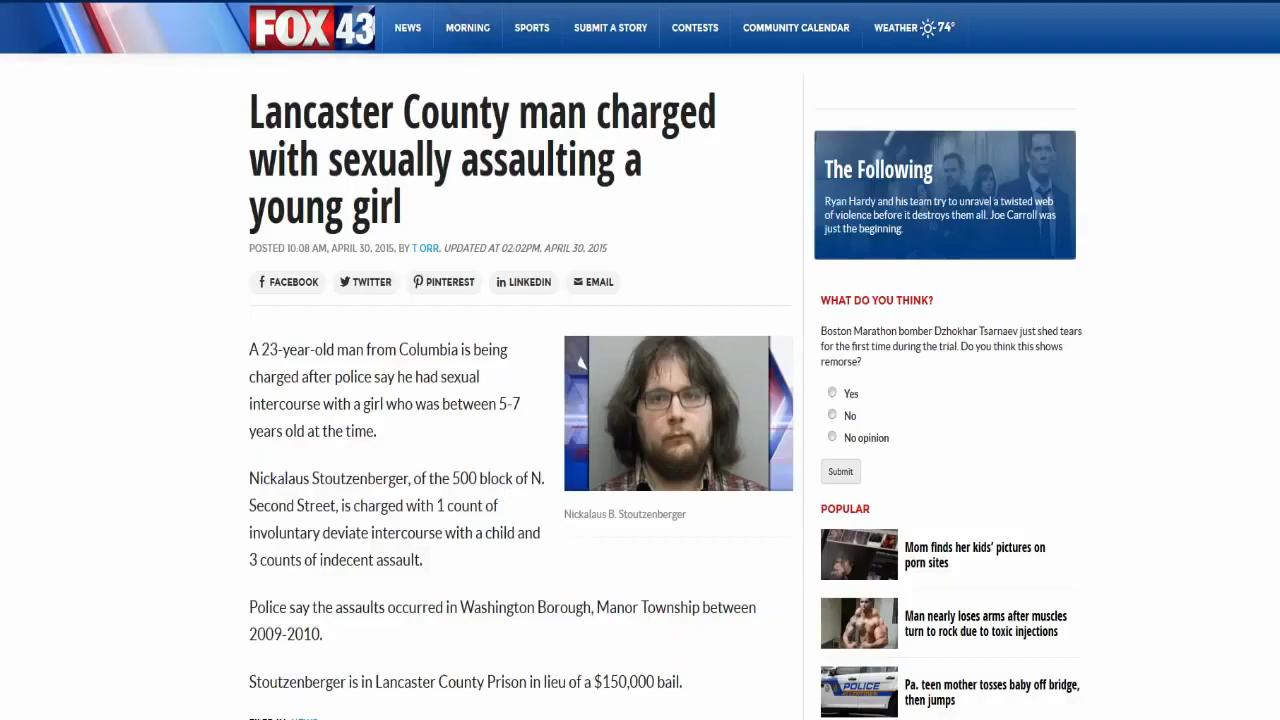 FOX 43
NEWS
MORNING
SPORTS
SUBMIT A STORY
CONTESTS
COMMUNITY CALENDAR
WEATHER 74°
Lancaster County man charged
with sexually assaulting a
young girl
POSTED 10:08 AM, APRIL 30, 2015, BY T ORR, UPDATED AT 02:02PM, APRIL 30, 2015
FACEBOOK
TWITTER
PINTEREST
LINKEDIN
EMAIL
A 23-year-old man from Columbia is being
charged after police say he had sexual
intercourse with a girl who was between 5-7
years old at the time.
Nickalaus Stoutzenberger, of the 500 block of N.
Second Street, is charged with 1 count of
involuntary deviate intercourse with a child and
3 counts of indecent assault.
Nickalaus B. Stoutzenberger
Police say the assaults occurred in Washington Borough, Manor Township between
2009-2010.
Stoutzenberger is in Lancaster County Prison in lieu of a $150,000 bail.
The Following
Ryan Hardy and his team try to unravel a twisted web
of violence before it destroys them all. Joe Carroll was
just the beginning.
WHAT DO YOU THINK?
Boston Marathon bomber Dzhokhar Tsarnaev just shed tears
for the first time during the trial. Do you think this shows
remorse?
Yes
No
No opinion
Submit
POPULAR
Mom finds her kids' pictures on
porn sites
Man nearly loses arms after muscles
turn to rock due to toxic injections
POLICE
Pa. teen mother tosses baby off bridge,
then jumps